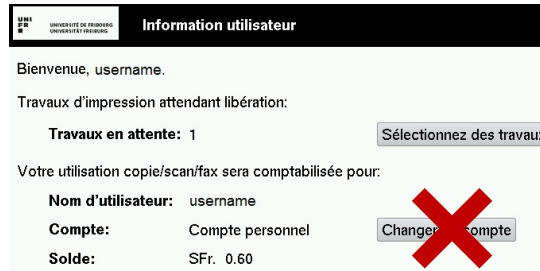 UNI
FR
UNIVERSITÉ DE FRIBOURG
UNIVERSITÄT FREIBURG
Information utilisateur
Bienvenue, username.
Travaux d'impression attendant libération:
Travaux en attente: 1
Sélectionnez des travaux
Votre utilisation copie/scan/fax sera comptabilisée pour:
Nom d'utilisateur: username
Compte: Compte personnel
Changer compte
Solde: SFr. 0.60